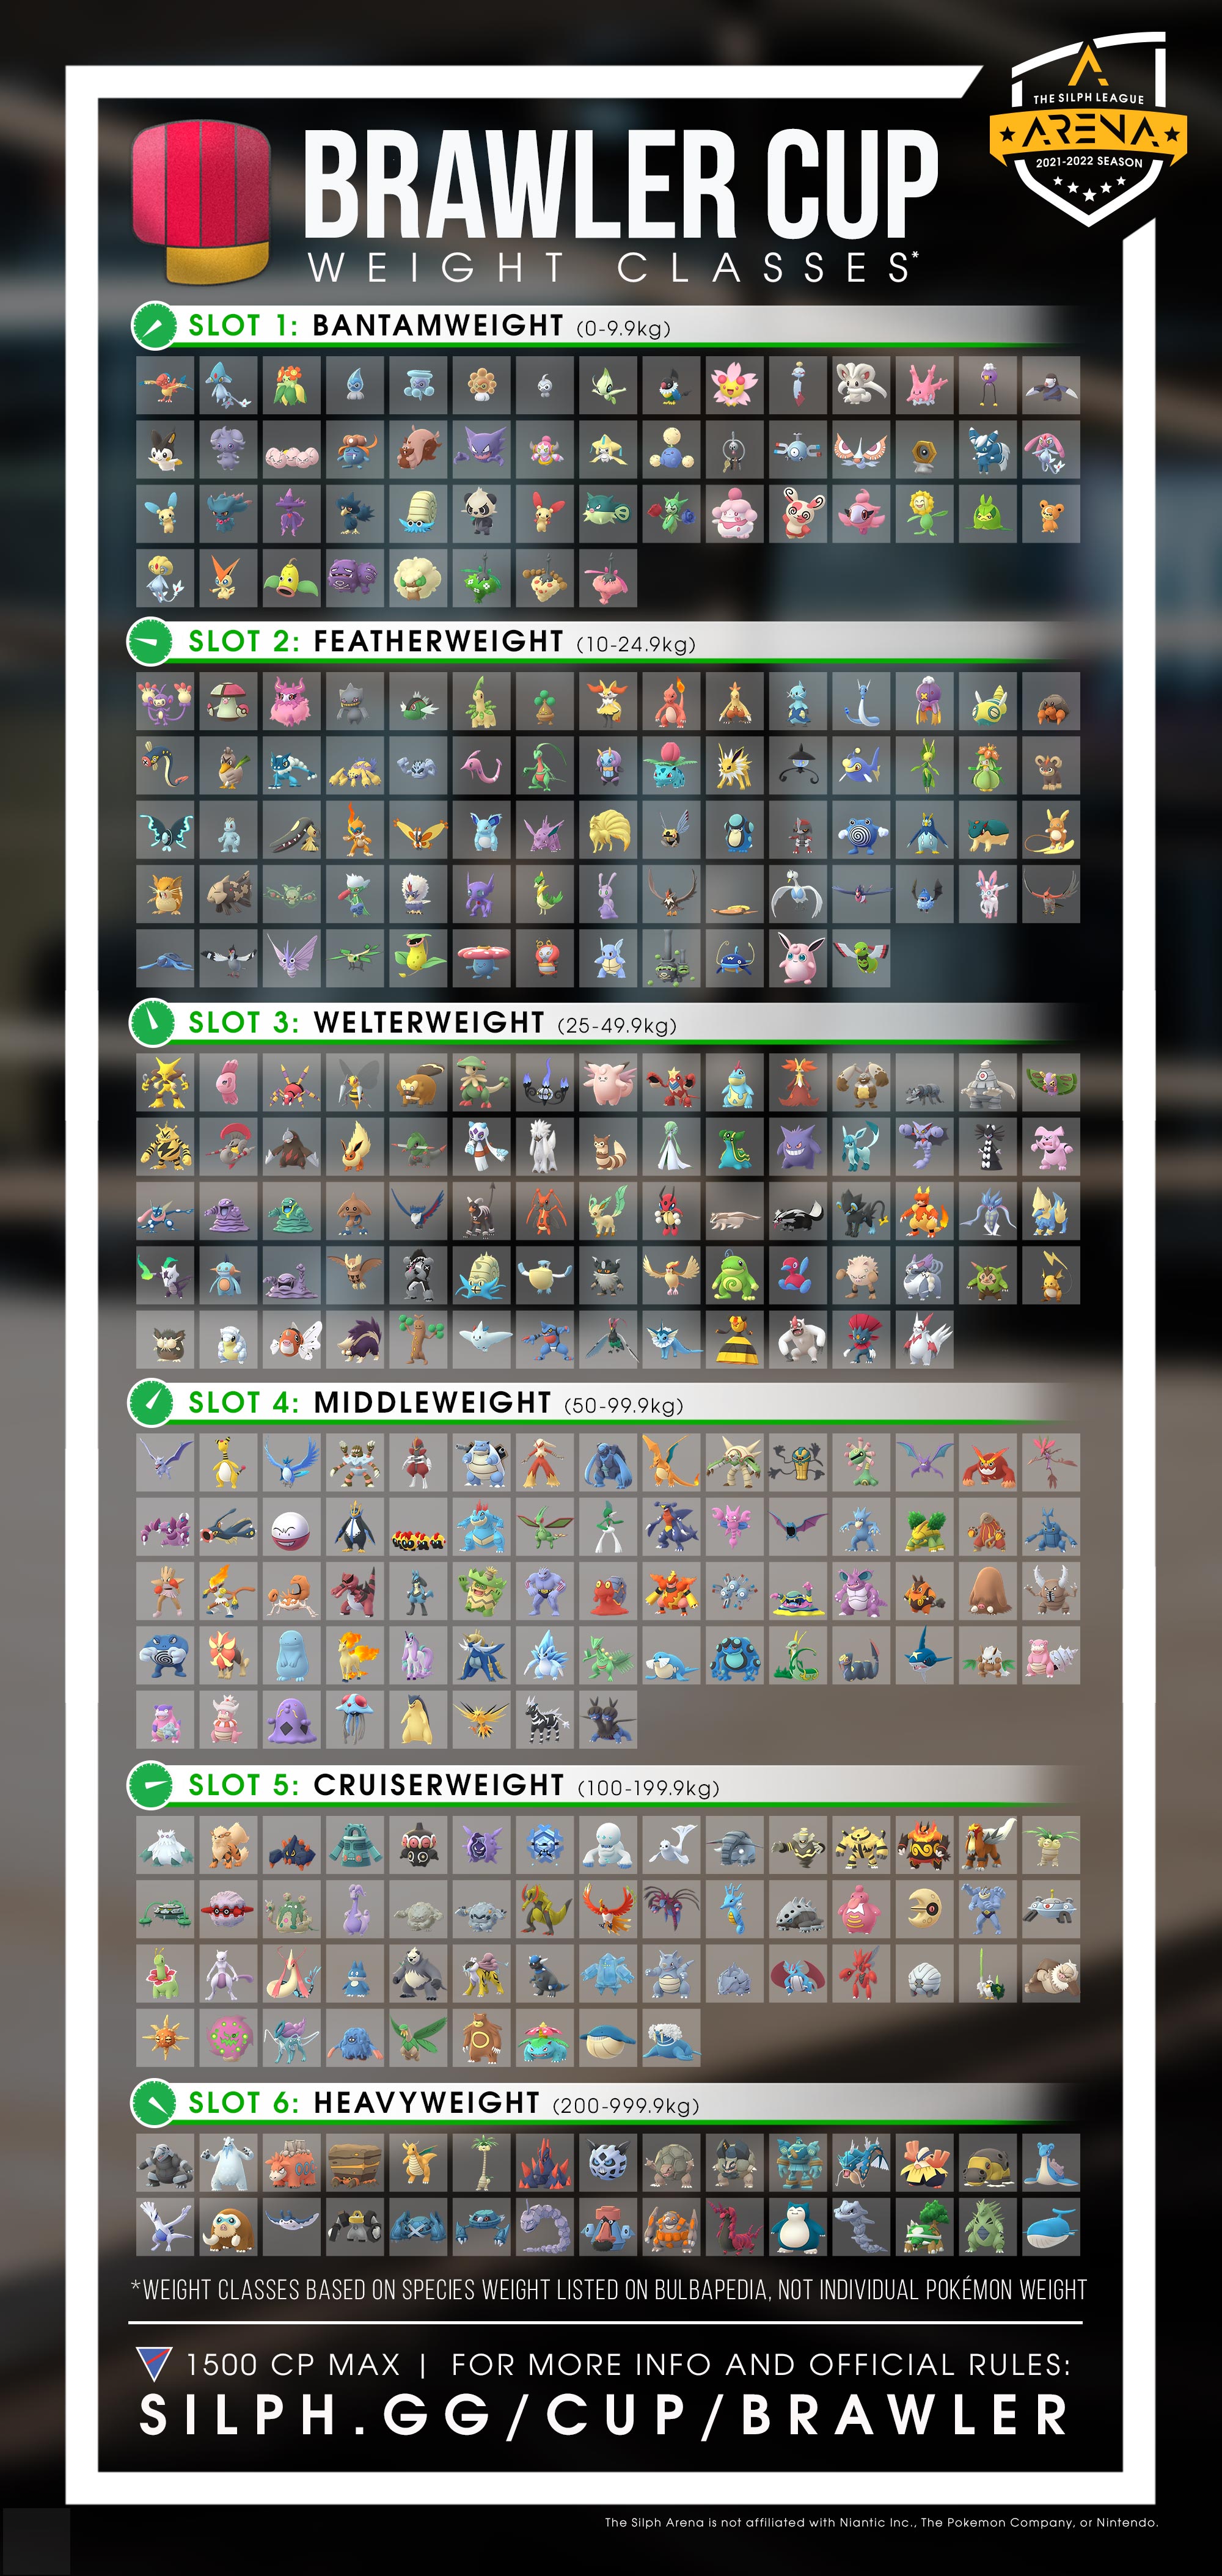 THE SILPH LEAGUE
ARENA
2021-2022 SEASON
BRAWLER CUP
WEIGHT CLASSES*
SLOT 1: BANTAMWEIGHT (0-9.9kg)
SLOT 2: FEATHERWEIGHT (10-24.9kg)
SLOT 3: WELTERWEIGHT (25-49.9kg)
SLOT 4: MIDDLEWEIGHT (50-99.9kg)
SLOT 5: CRUISERWEIGHT (100-199.9kg)
SLOT 6: HEAVYWEIGHT (200-999.9kg)
*WEIGHT CLASSES BASED ON SPECIES WEIGHT LISTED ON BULBAPEDIA, NOT INDIVIDUAL POKÉMON WEIGHT
1500 CP MAX | FOR MORE INFO AND OFFICIAL RULES:
SILPH.GG/CUP/BRAWLER
The Silph Arena is not affiliated with Niantic Inc., The Pokemon Company, or Nintendo.